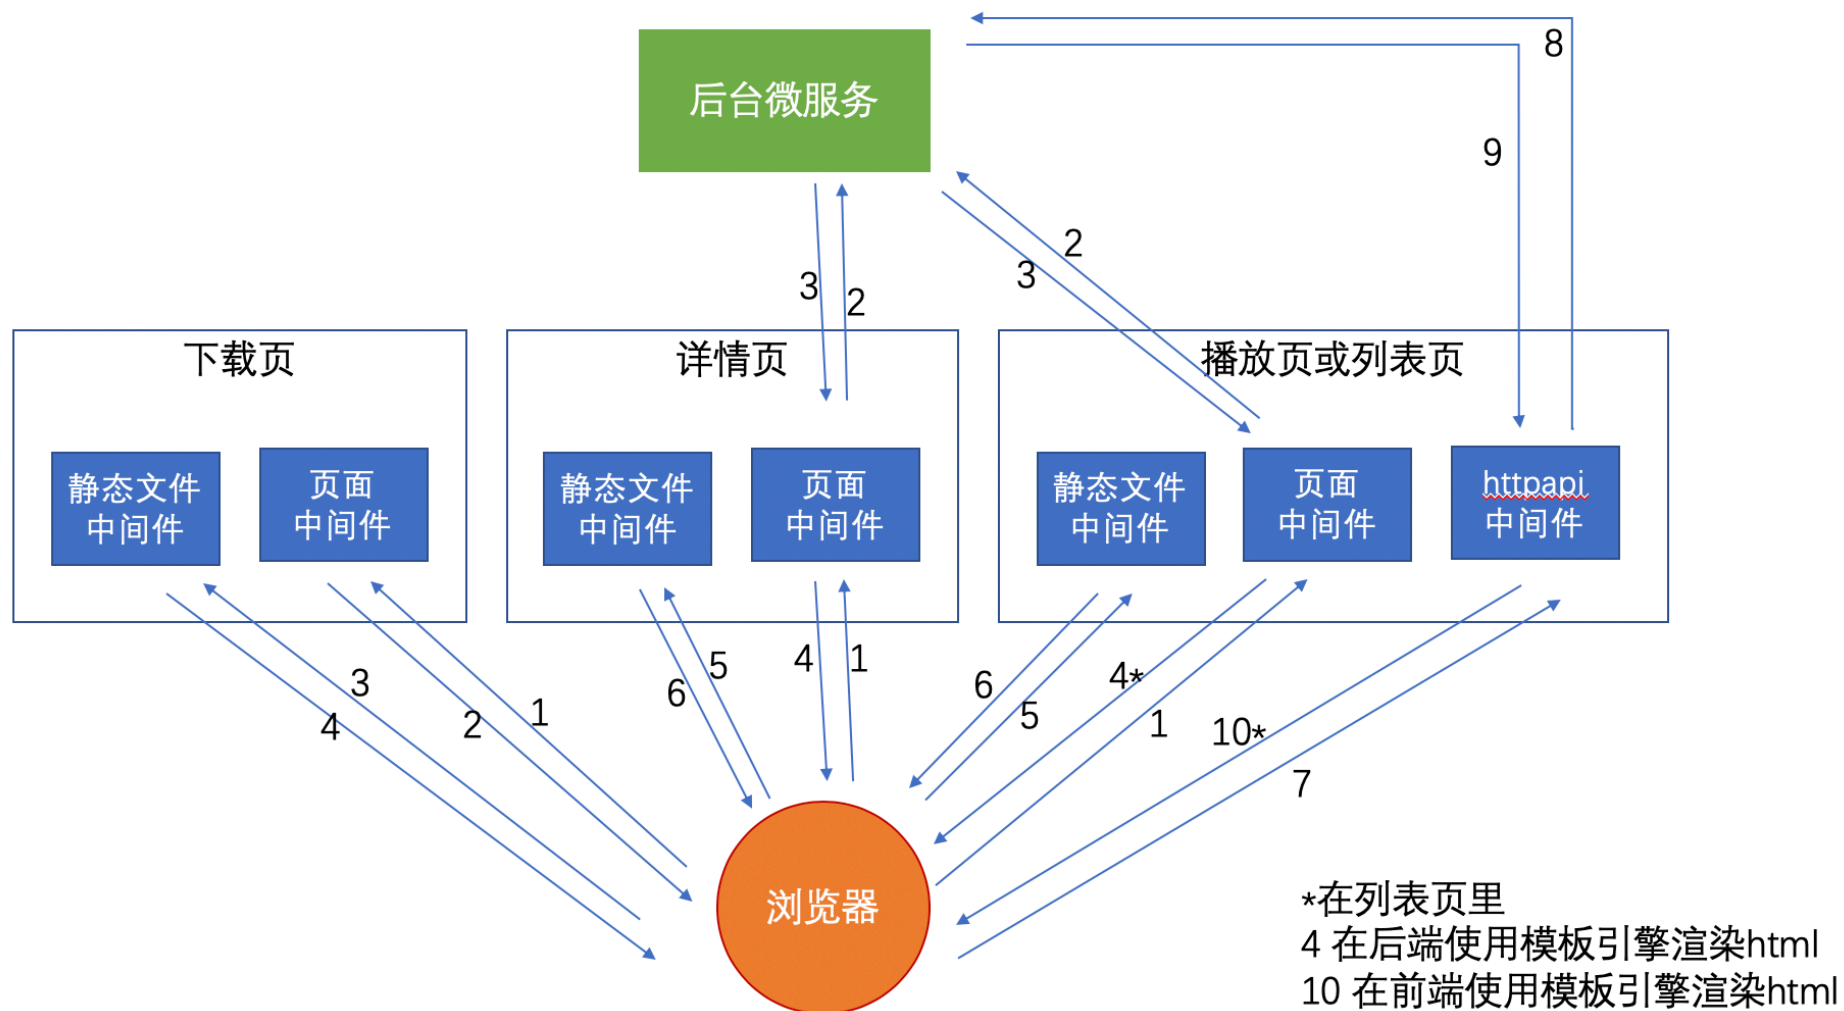 后台微服务
8
9
2
3
3
2
下载页
详情页
播放页或列表页
静态文件
中间件
页面
中间件
静态文件
中间件
页面
中间件
静态文件
中间件
页面
中间件
httpapi
中间件
3
4
2
1
5
6
4
1
6
5
4*
1
10*
7
浏览器
*在列表页里
4 在后端使用模板引擎渲染html
10 在前端使用模板引擎渲染html